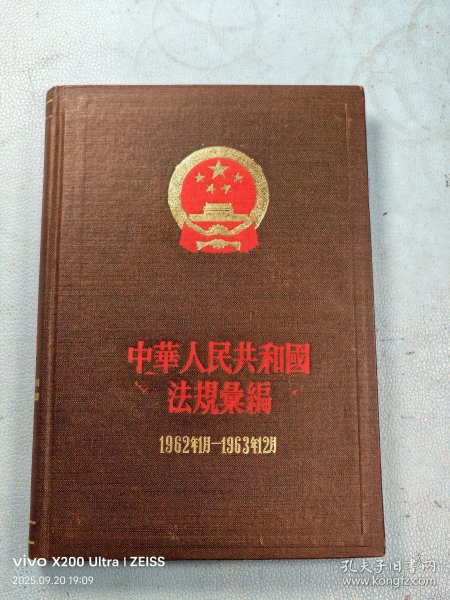 中華人民共和國
法規彙編
1962年1月—1963年12月
vivo X200 Ultra | ZEISS
2025.09.20 19:09
孔夫子旧书网
www.kongfz.com